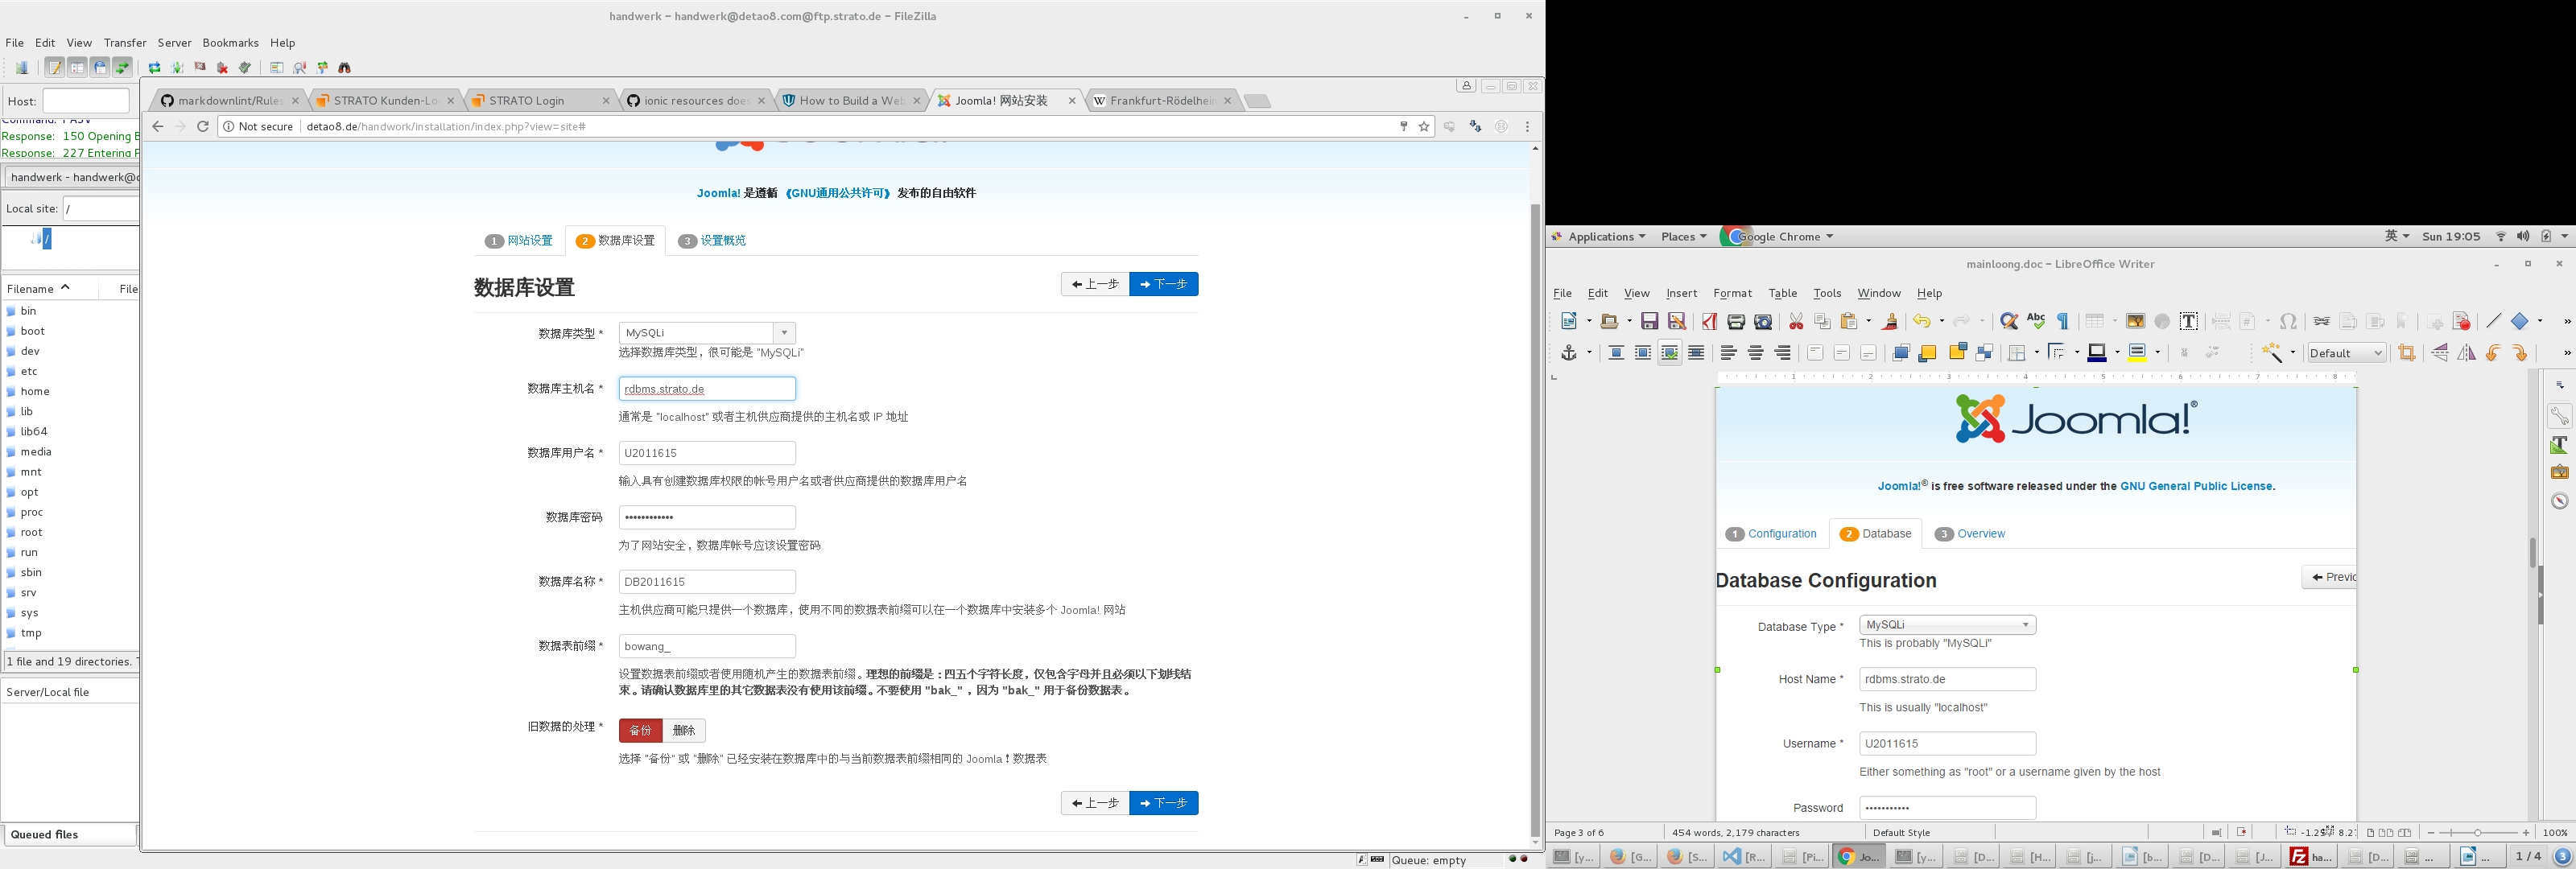 handwerk – handwerk@detao8.com@ftp.strato.de – FileZilla
File Edit View Transfer Server Bookmarks Help
Host:
Command: PASV
Response: 150 Opening B
Response: 227 Entering P
handwerk - handwerk@d
Local site: /
/
Filename File
bin
boot
dev
etc
home
lib
lib64
media
mnt
opt
proc
root
run
sbin
srv
sys
tmp
1 file and 19 directories. T
Server/Local file
Queued files
Queue: empty
markdownlint/Rules
STRATO Kunden-Lo
STRATO Login
ionic resources does
How to Build a Web
Joomla! 网站安装
Frankfurt-Rödelhein
Not secure detao8.de/handwork/installation/index.php?view=site#
Joomla! 是遵循 《GNU通用公共许可》 发布的自由软件
1 网站设置 2 数据库设置 3 设置概览
数据库设置
上一步 下一步
数据库类型 * MySQLi
选择数据库类型，很可能是 "MySQLi"
数据库主机名 * rdbms.strato.de
通常是 "localhost" 或者主机供应商提供的主机名或 IP 地址
数据库用户名 * U2011615
输入具有创建数据库权限的帐号用户名或者供应商提供的数据库用户名
数据库密码 ••••••••••••
为了网站安全，数据库帐号应该设置密码
数据库名称 * DB2011615
主机供应商可能只提供一个数据库，使用不同的数据表前缀可以在一个数据库中安装多个 Joomla! 网站
数据表前缀 * bowang_
设置数据表前缀或者使用随机产生的数据表前缀。理想的前缀是：四五个字符长度，仅包含字母并且必须以下划线结
束。请确认数据库里的其它数据表没有使用该前缀。不要使用 "bak_" ，因为 "bak_" 用于备份数据表。
旧数据的处理 * 备份 删除
选择 "备份" 或 "删除" 已经安装在数据库中的与当前数据表前缀相同的 Joomla！数据表
上一步 下一步
Applications Places Google Chrome 英 Sun 19:05
mainloong.doc – LibreOffice Writer
File Edit View Insert Format Table Tools Window Help
Default
1 2 3 4 5 6 7 8
Joomla!®
Joomla!® is free software released under the GNU General Public License.
1 Configuration 2 Database 3 Overview
Database Configuration
Previo
Database Type * MySQLi
This is probably "MySQLi"
Host Name * rdbms.strato.de
This is usually "localhost"
Username * U2011615
Either something as "root" or a username given by the host
Password •••••••••••
Page 3 of 6 454 words, 2,179 characters Default Style 100%
[y... [G... [S... [R... [Pi... Jo... [y... [D... [H... [j... [b... [D... [J... ha... [D... ... ... 1 / 4 3